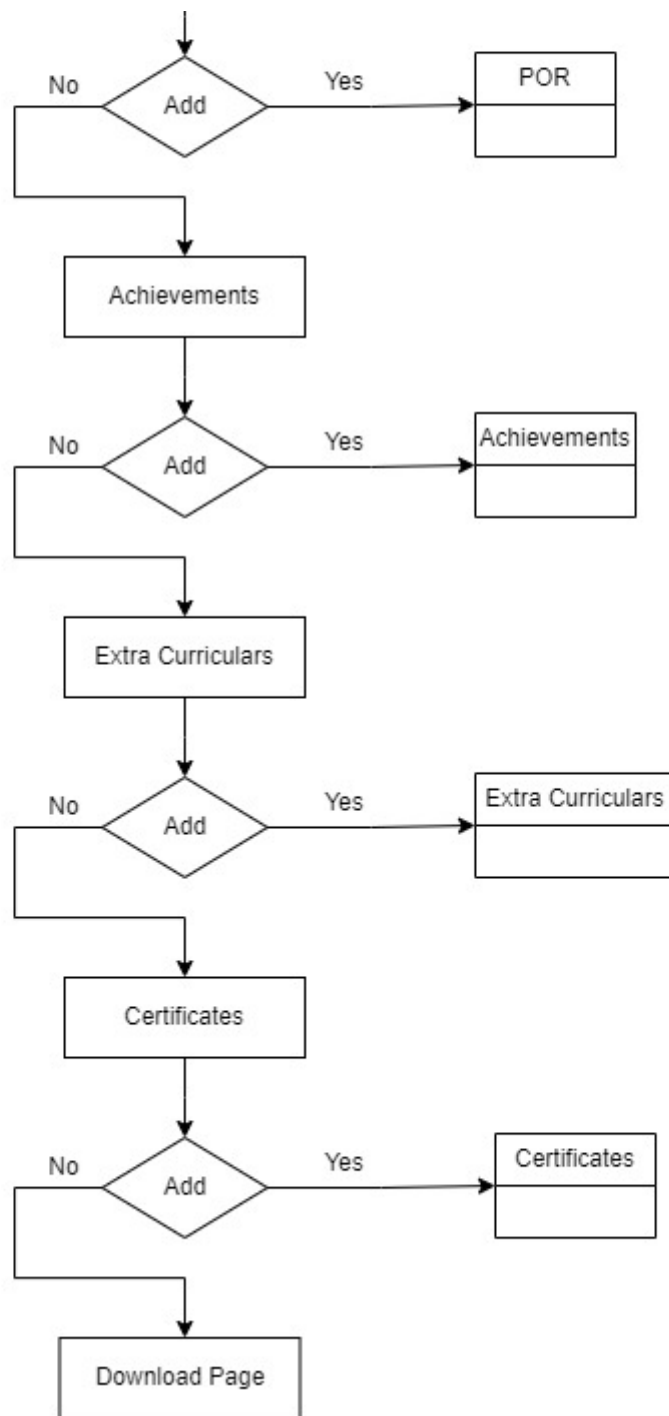 No
Add
Yes
POR
Achievements
No
Add
Yes
Achievements
Extra Curriculars
No
Add
Yes
Extra Curriculars
Certificates
No
Add
Yes
Certificates
Download Page